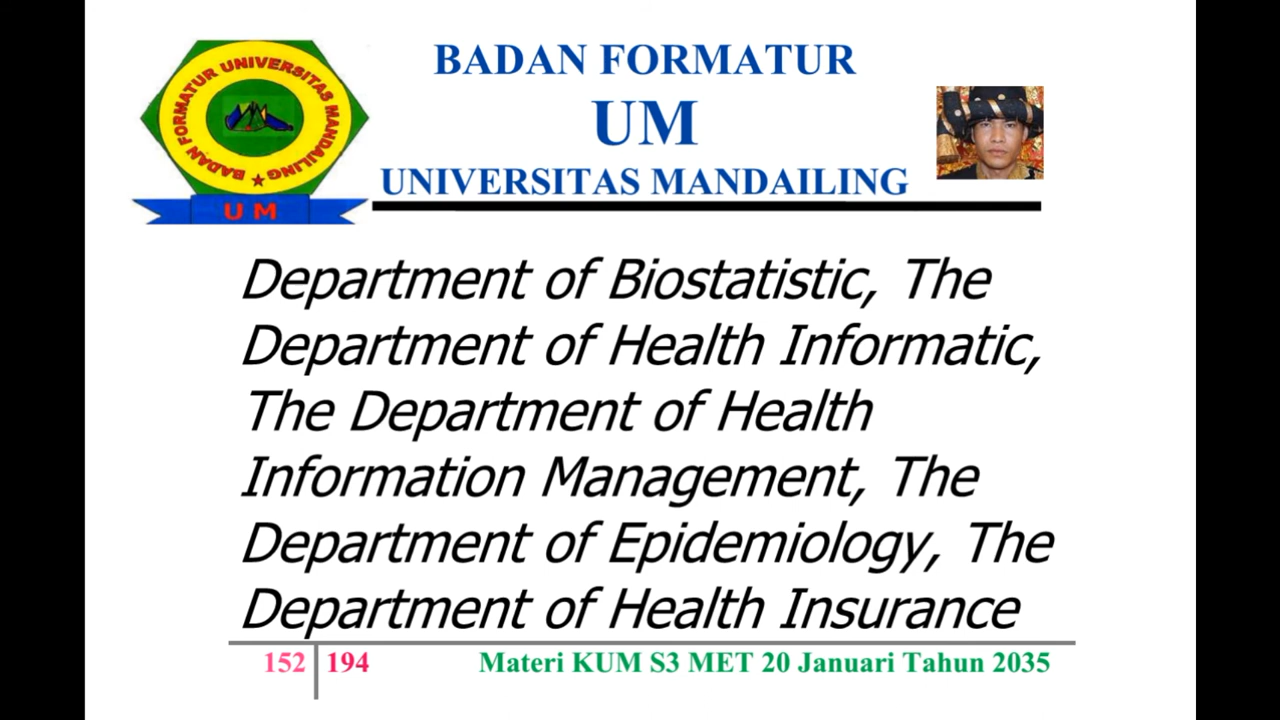 BADAN FORMATUR UNIVERSITAS MANDAILING
U M
BADAN FORMATUR
UM
UNIVERSITAS MANDAILING
Department of Biostatistic, The
Department of Health Informatic,
The Department of Health
Information Management, The
Department of Epidemiology, The
Department of Health Insurance
152 194 Materi KUM S3 MET 20 Januari Tahun 2035